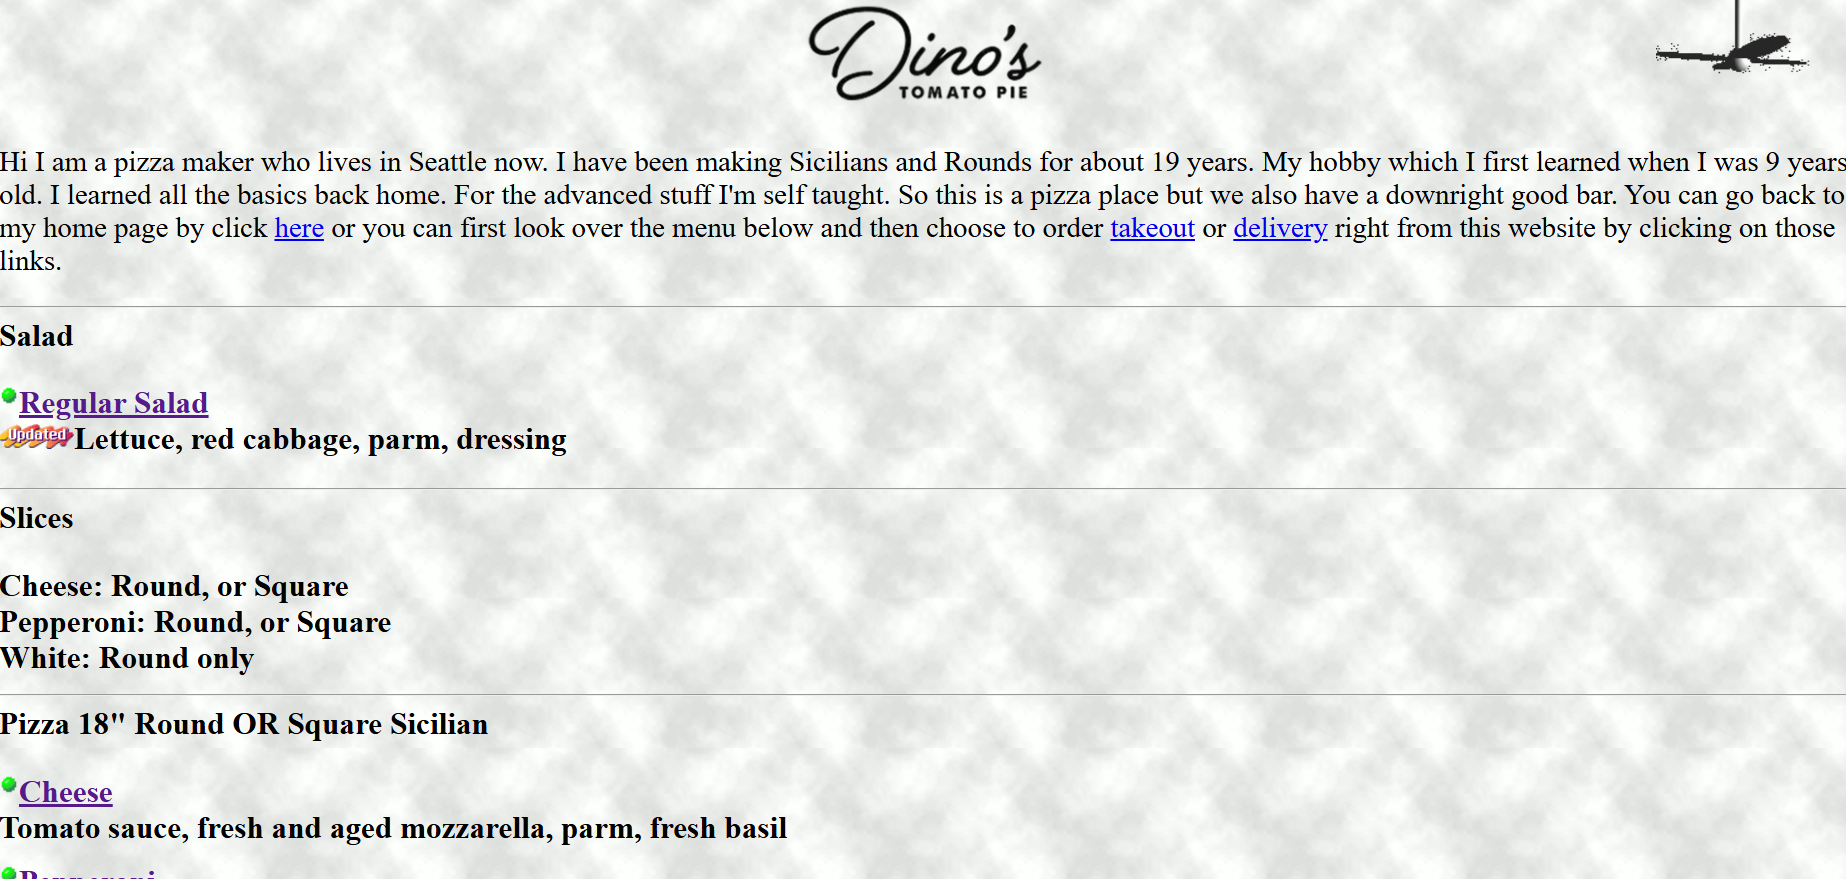 Dino's
TOMATO PIE
Hi I am a pizza maker who lives in Seattle now. I have been making Sicilians and Rounds for about 19 years. My hobby which I first learned when I was 9 years
old. I learned all the basics back home. For the advanced stuff I'm self taught. So this is a pizza place but we also have a downright good bar. You can go back to
my home page by click here or you can first look over the menu below and then choose to order takeout or delivery right from this website by clicking on those
links.
Salad
Regular Salad
Updated Lettuce, red cabbage, parm, dressing
Slices
Cheese: Round, or Square
Pepperoni: Round, or Square
White: Round only
Pizza 18" Round OR Square Sicilian
Cheese
Tomato sauce, fresh and aged mozzarella, parm, fresh basil
Pepperoni